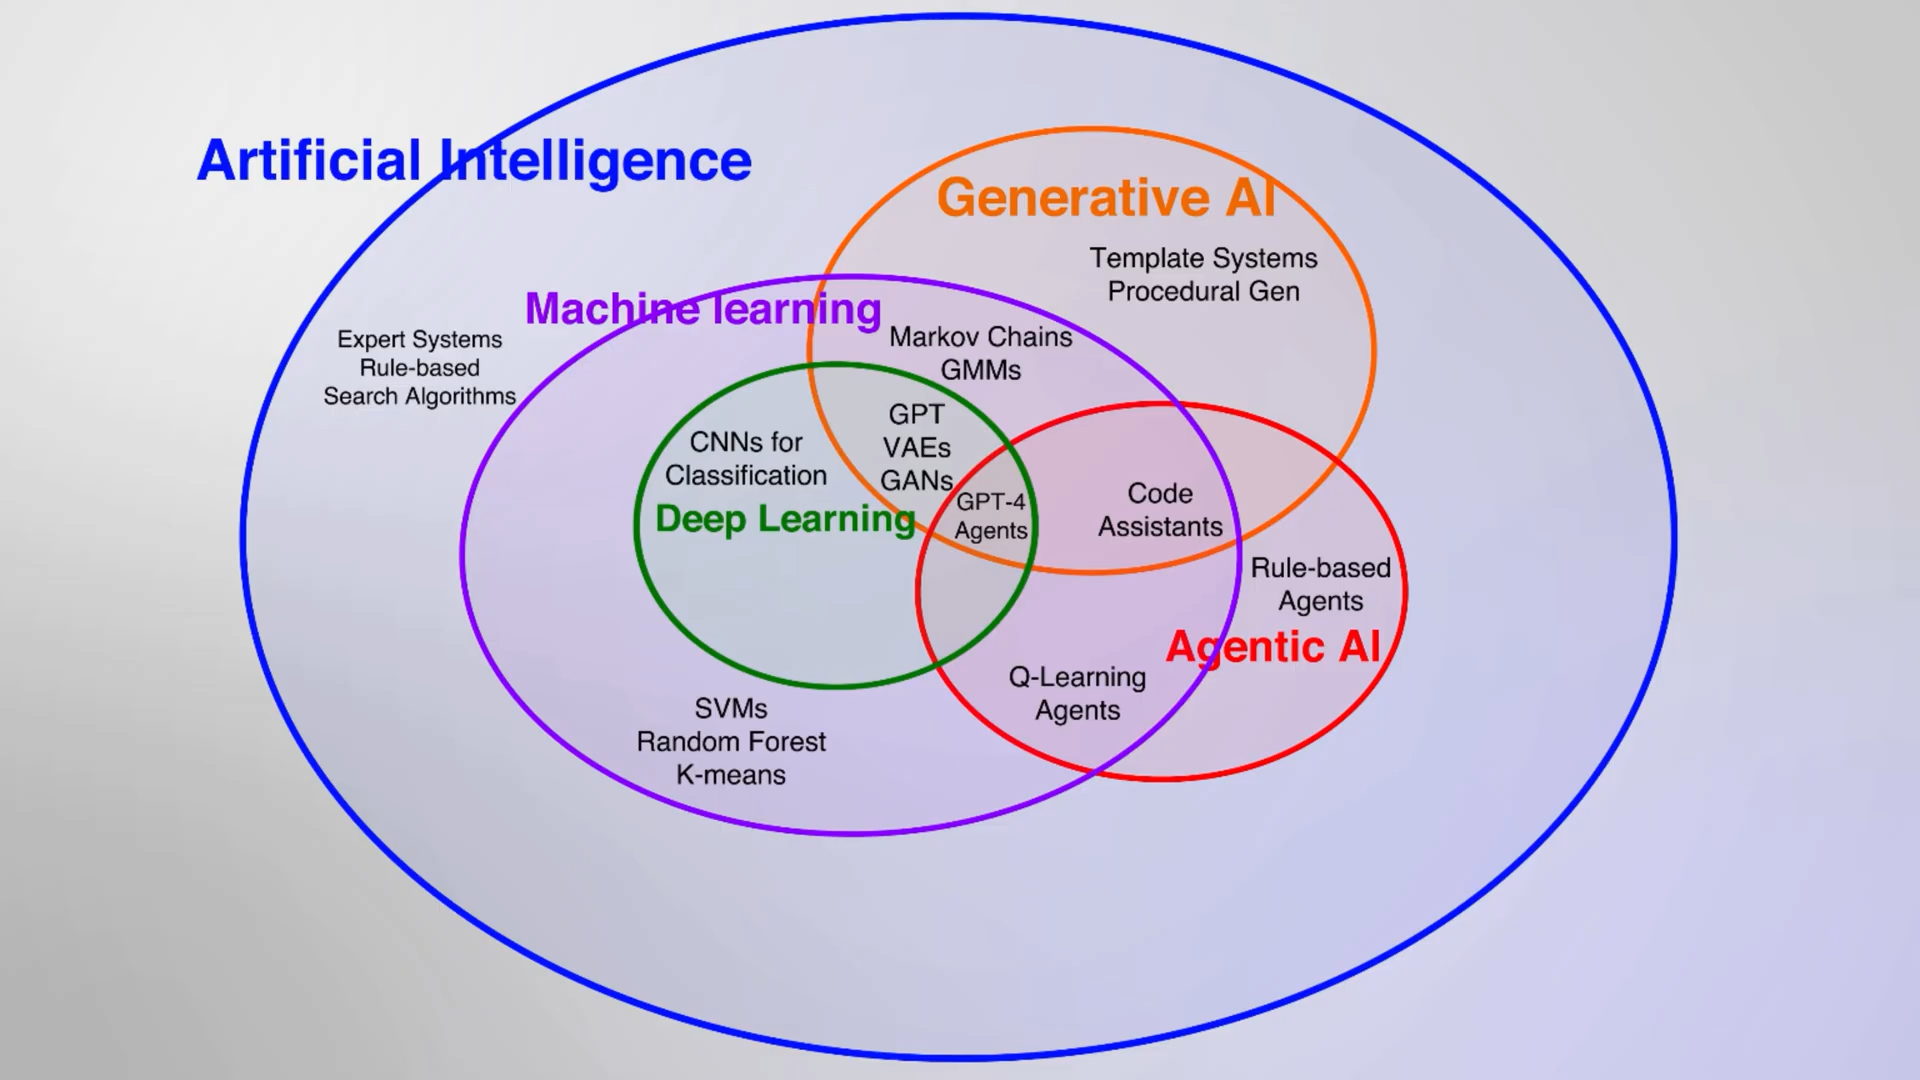 Artificial Intelligence
Generative AI
Template Systems
Procedural Gen
Machine learning
Markov Chains
GMMs
Expert Systems
Rule-based
Search Algorithms
GPT
VAEs
GANs
CNNs for
Classification
Deep Learning
GPT-4
Agents
Code
Assistants
Rule-based
Agents
Agentic AI
Q-Learning
Agents
SVMs
Random Forest
K-means